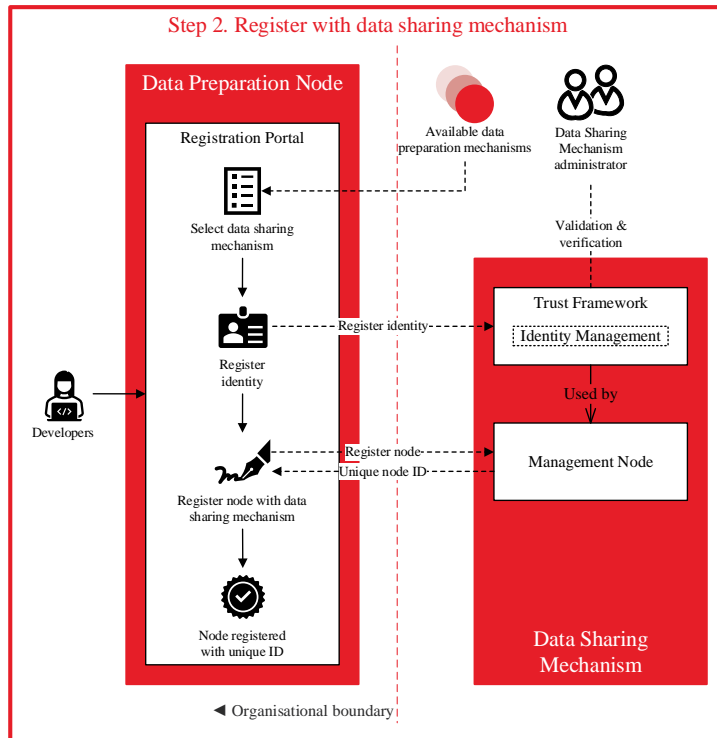 Step 2. Register with data sharing mechanism
Data Preparation Node
Registration Portal
Select data sharing
mechanism
Register
identity
Register node with data
sharing mechanism
Node registered
with unique ID
Developers
Available data
preparation mechanisms
Data Sharing
Mechanism
administrator
Validation &
verification
Register identity
Trust Framework
Identity Management
Used by
Register node
Unique node ID
Management Node
Data Sharing
Mechanism
◄ Organisational boundary